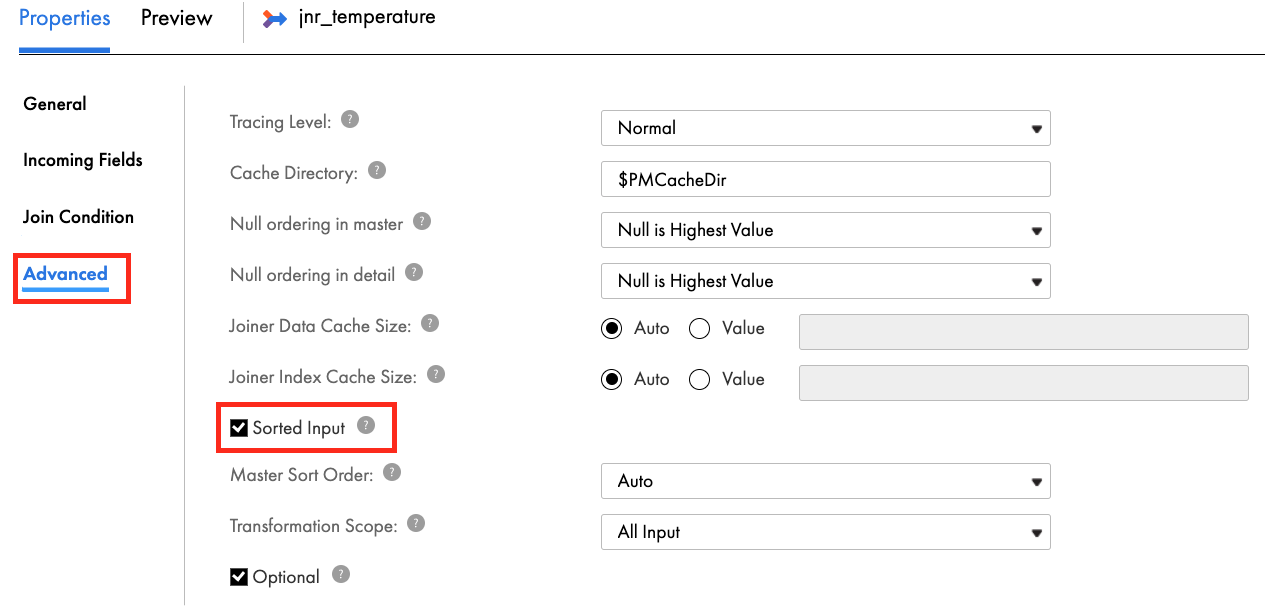 Properties Preview jnr_temperature
General
Incoming Fields
Join Condition
Advanced
Tracing Level: ? Normal
Cache Directory: ? $PMCacheDir
Null ordering in master ? Null is Highest Value
Null ordering in detail ? Null is Highest Value
Joiner Data Cache Size: ? Auto Value
Joiner Index Cache Size: ? Auto Value
Sorted Input ?
Master Sort Order: ? Auto
Transformation Scope: ? All Input
Optional ?